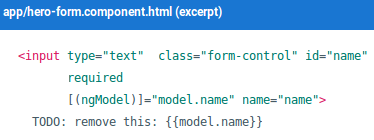 app/hero-form.component.html (excerpt)
<input type="text"  class="form-control" id="name"
       required
       [(ngModel)]="model.name" name="name">
  TODO: remove this: {{model.name}}